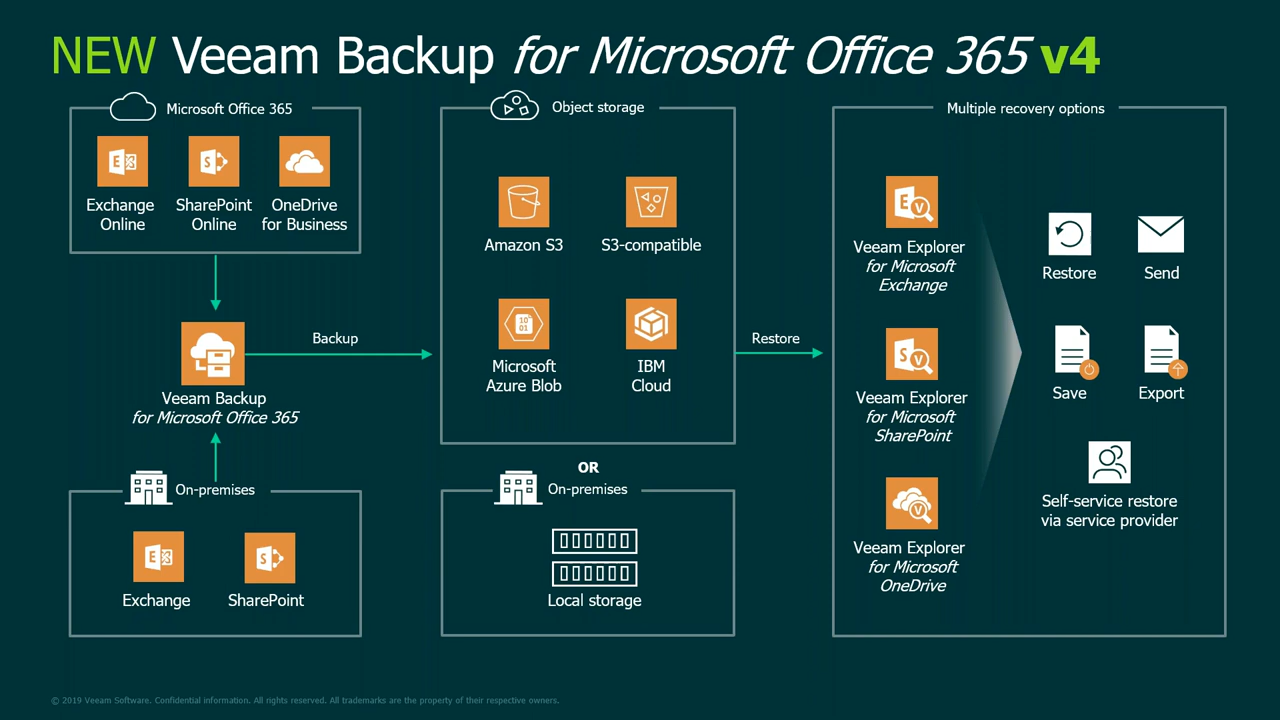 NEW Veeam Backup for Microsoft Office 365 v4
Microsoft Office 365
Exchange
Online
SharePoint
Online
OneDrive
for Business
Veeam Backup
for Microsoft Office 365
On-premises
Exchange
SharePoint
Backup
Object storage
Amazon S3
S3-compatible
Microsoft
Azure Blob
IBM
Cloud
OR
On-premises
Local storage
Restore
Multiple recovery options
Veeam Explorer
for Microsoft
Exchange
Veeam Explorer
for Microsoft
SharePoint
Veeam Explorer
for Microsoft
OneDrive
Restore
Send
Save
Export
Self-service restore
via service provider
© 2019 Veeam Software. Confidential information. All rights reserved. All trademarks are the property of their respective owners.